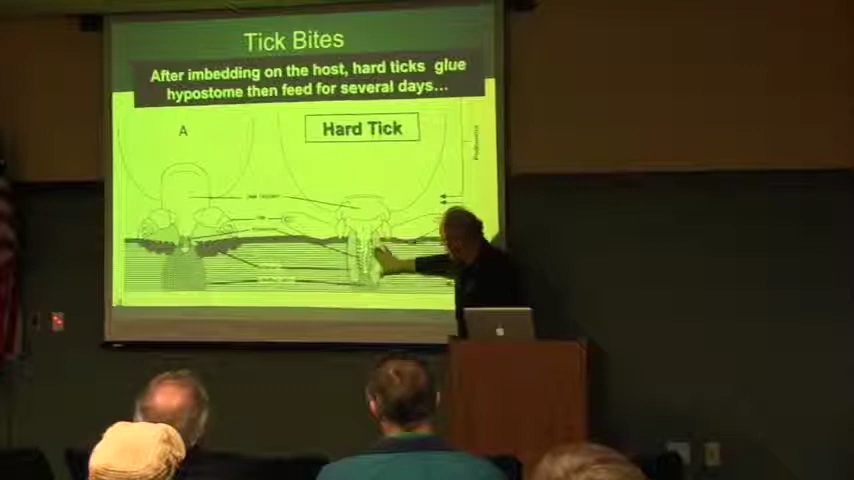 Tick Bites
After imbedding on the host, hard ticks glue
hypostome then feed for several days...
A
Hard Tick